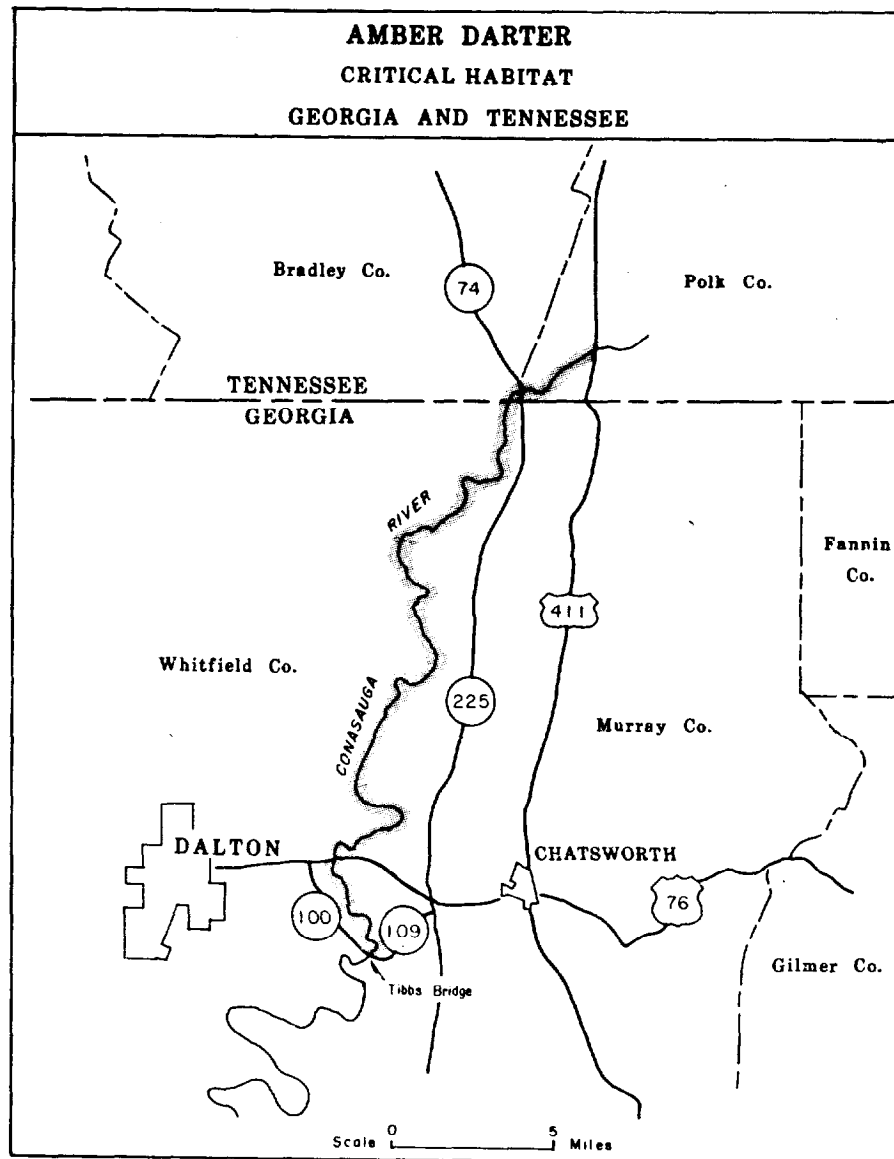 AMBER DARTER
CRITICAL HABITAT
GEORGIA AND TENNESSEE
Bradley Co.
74
Polk Co.
TENNESSEE
GEORGIA
RIVER
Fannin
Co.
411
Whitfield Co.
225
CONASAUGA
Murray Co.
DALTON
CHATSWORTH
76
100
109
Gilmer Co.
Tibbs Bridge
Scale 0 5 Miles